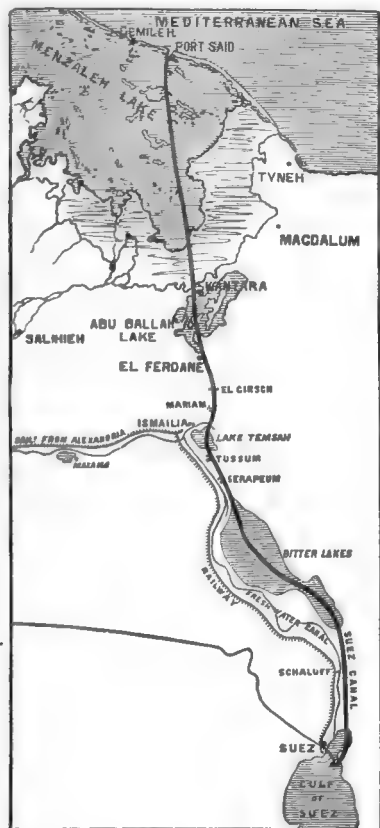 MEDITERRANEAN SEA
GEMILEH
PORT SAID
MENZALEH LAKE
TYNEH
MAGDALUM
KANTARA
ABU BALLAH
LAKE
SALAHIEH
EL FERDANE
EL GIRSCH
MARIAM
ISMAILIA
FROM ALEXANDRIA
LAKE TEMSAH
TUSSUM
SERAPEUM
BITTER LAKES
RAILWAY
FRESH WATER CANAL
SUEZ CANAL
SCHALUFF
SUEZ
GULF
OF
SUEZ